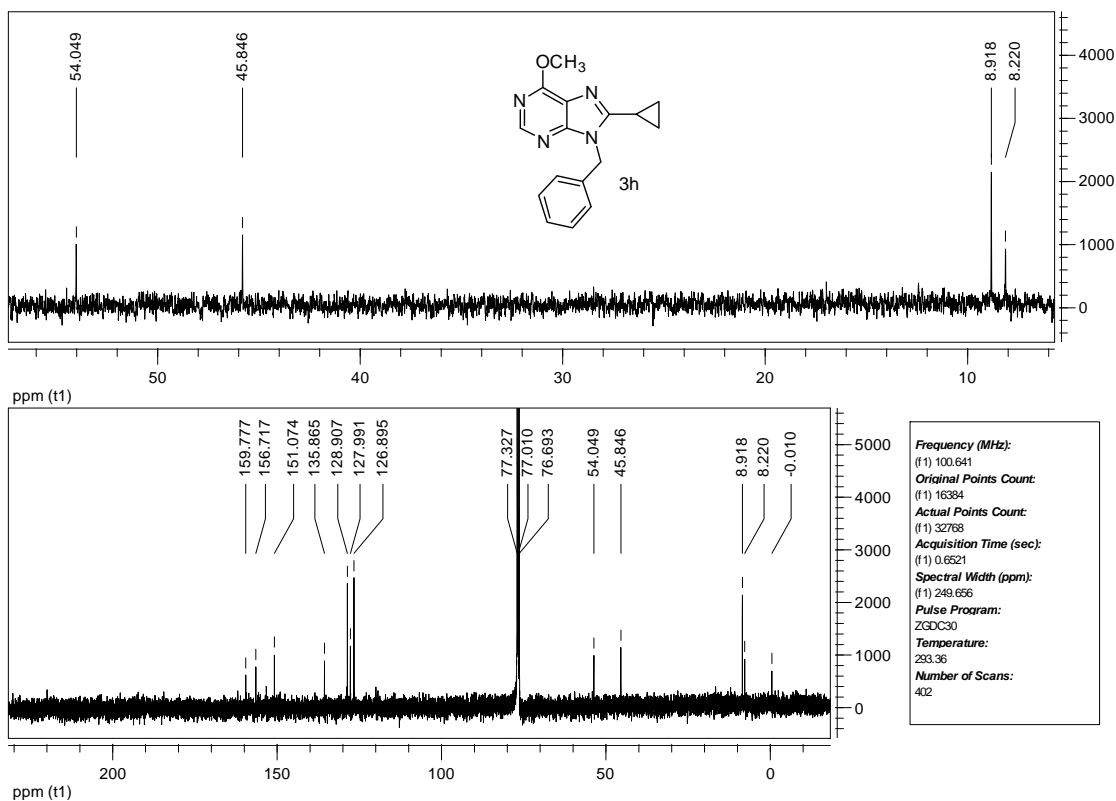 54.049
45.846
8.918
8.220
OCH3
N
N
N
N
3h
4000
3000
2000
1000
0
50
40
30
20
10
ppm (t1)
159.777
156.717
151.074
135.865
128.907
127.991
126.895
77.327
77.010
76.693
54.049
45.846
8.918
8.220
-0.010
5000
4000
3000
2000
1000
0
200
150
100
50
0
ppm (t1)
Frequency (MHz):
(f1) 100.641
Original Points Count:
(f1) 16384
Actual Points Count:
(f1) 32768
Acquisition Time (sec):
(f1) 0.6521
Spectral Width (ppm):
(f1) 249.656
Pulse Program:
ZGDC30
Temperature:
293.36
Number of Scans:
402